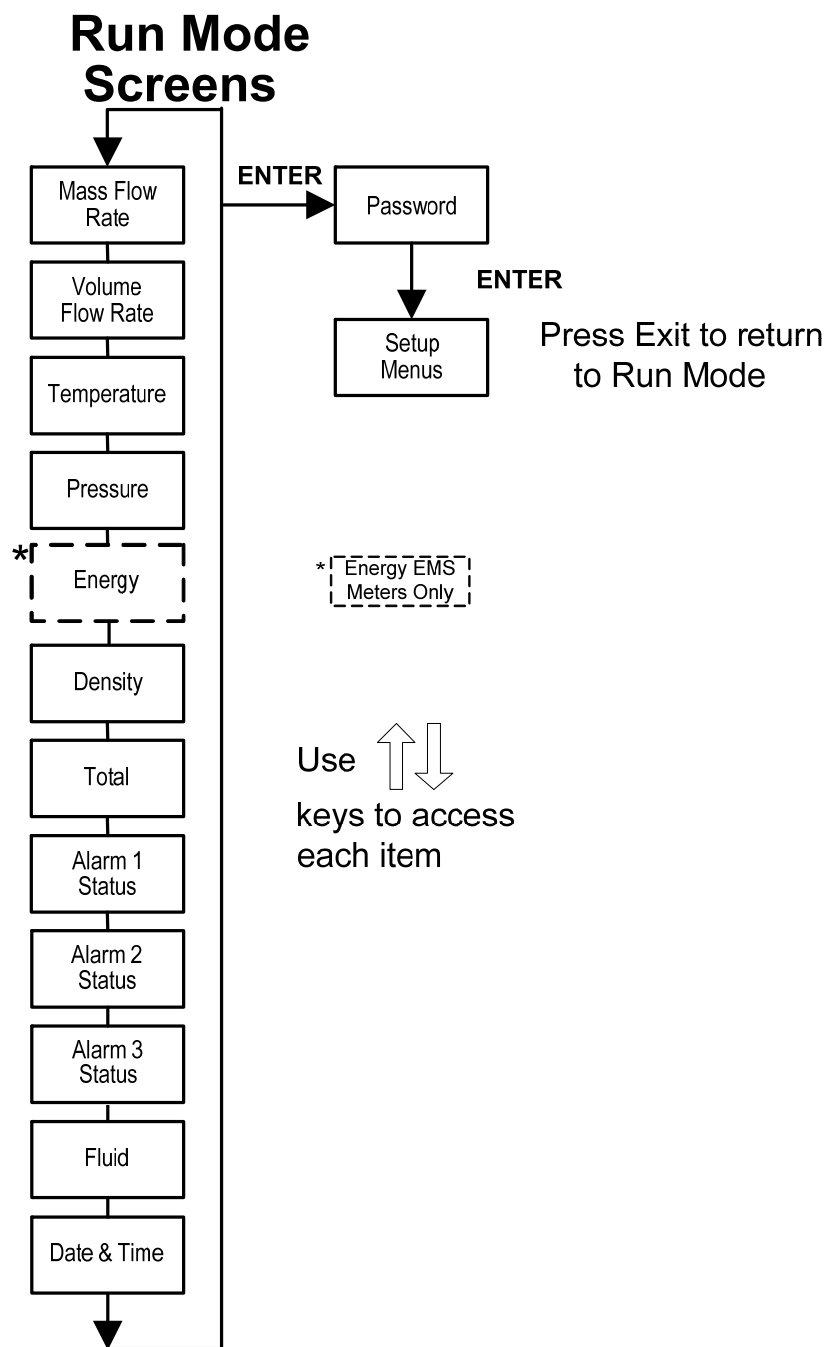 Run Mode
Screens
Mass Flow
Rate
ENTER
Password
Volume
Flow Rate
ENTER
Setup
Menus
Press Exit to return
to Run Mode
Temperature
Pressure
*
Energy
* Energy EMS
Meters Only
Density
Total
Use
keys to access
each item
Alarm 1
Status
Alarm 2
Status
Alarm 3
Status
Fluid
Date & Time